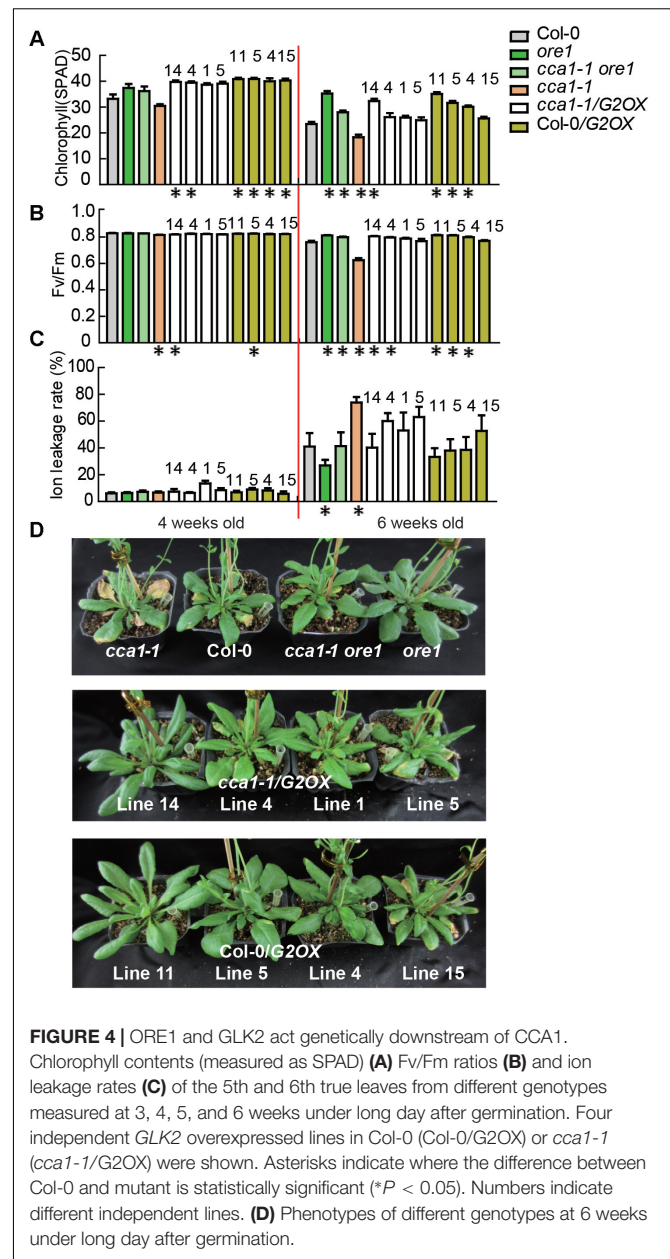 A
Chlorophyll(SPAD)
50
40
30
20
10
0
14 4 1 5
11 5 4 15
14 4 1 5
11 5 4 15
* * * * * *
* * * * * * *
Col-0
ore1
cca1-1 ore1
cca1-1
cca1-1/G2OX
Col-0/G2OX
B
Fv/Fm
1.0
0.8
0.6
0.4
0.2
0
14 4 1 5 11 5 4 15
14 4 1 5 11 5 4 15
* * *
* * * * * * * *
C
Ion leakage rate (%)
100
80
60
40
20
0
14 4 1 5
11 5 4 15
14 4 1 5
11 5 4 15
* *
4 weeks old
6 weeks old
D
cca1-1 Col-0 cca1-1 ore1 ore1
cca1-1/G2OX
Line 14 Line 4 Line 1 Line 5
Col-0/G2OX
Line 11 Line 5 Line 4 Line 15
FIGURE 4 | ORE1 and GLK2 act genetically downstream of CCA1.
Chlorophyll contents (measured as SPAD) (A) Fv/Fm ratios (B) and ion
leakage rates (C) of the 5th and 6th true leaves from different genotypes
measured at 3, 4, 5, and 6 weeks under long day after germination. Four
independent GLK2 overexpressed lines in Col-0 (Col-0/G2OX) or cca1-1
(cca1-1/G2OX) were shown. Asterisks indicate where the difference between
Col-0 and mutant is statistically significant (*P < 0.05). Numbers indicate
different independent lines. (D) Phenotypes of different genotypes at 6 weeks
under long day after germination.